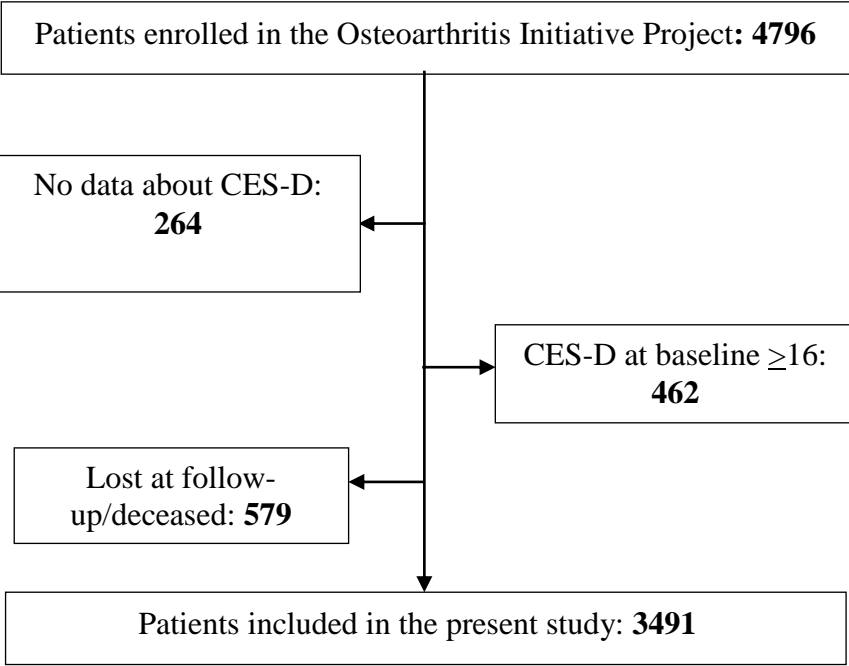 Patients enrolled in the Osteoarthritis Initiative Project: 4796
No data about CES-D:
264
CES-D at baseline ≥16:
462
Lost at follow-
up/deceased: 579
Patients included in the present study: 3491